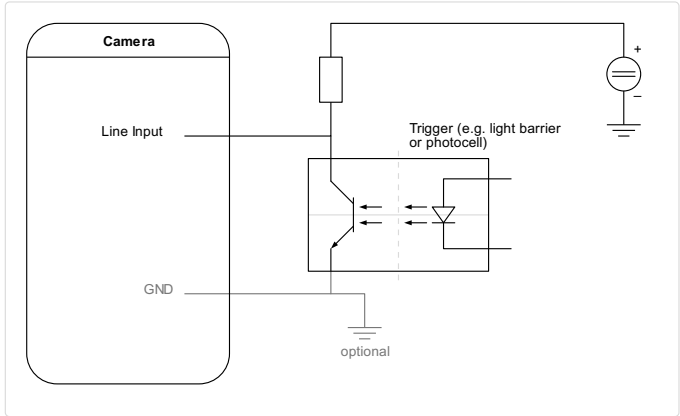 Camera
+
–
Trigger (e.g. light barrier
or photocell)
Line Input
GND
optional